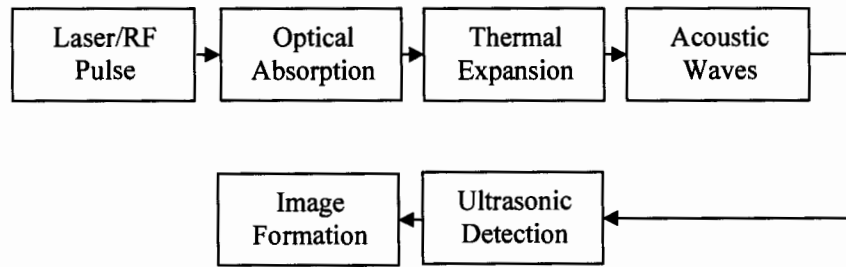 Laser/RF
Pulse
Optical
Absorption
Thermal
Expansion
Acoustic
Waves
Ultrasonic
Detection
Image
Formation